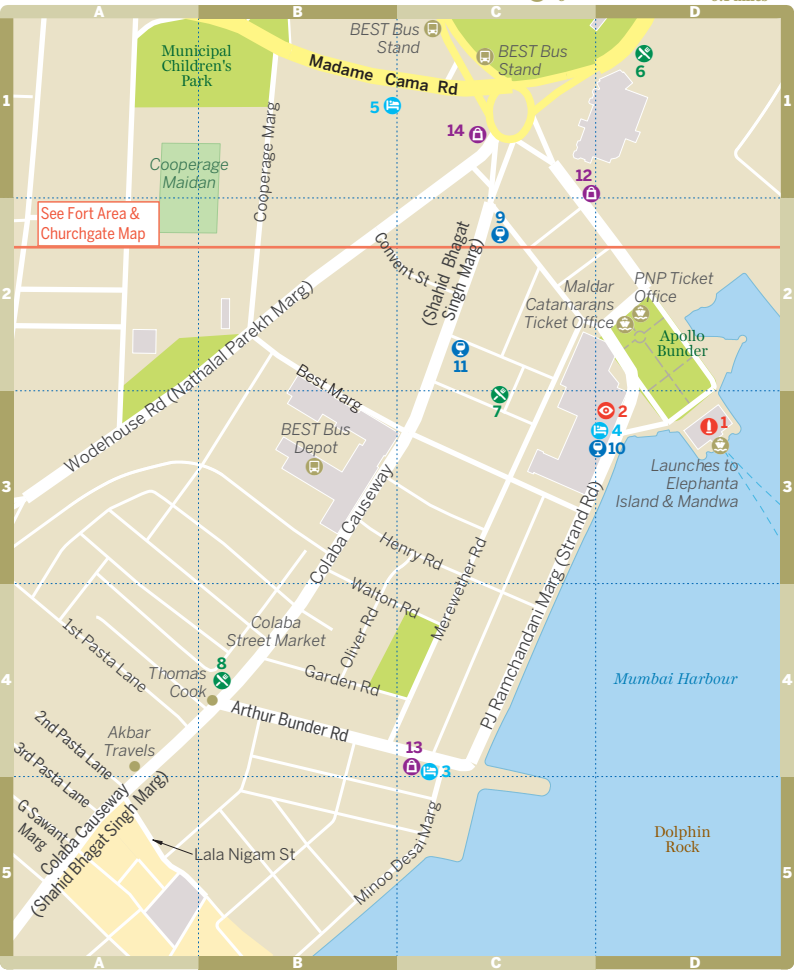 A
B
C
D
BEST Bus
Stand
BEST Bus
Stand
Municipal
Children's
Park
Madame Cama Rd
6
5
1
1
14
Cooperage Marg
Cooperage
Maidan
12
See Fort Area &
Churchgate Map
9
Convent St
(Shahid Bhagat
Singh Marg)
2
2
Maldar
Catamarans
Ticket Office
PNP Ticket
Office
Apollo
Bunder
Wodehouse Rd (Nathalal Parekh Marg)
11
Best Marg
7
2
4
10
1
BEST Bus
Depot
Launches to
Elephanta
Island & Mandwa
3
3
Colaba Causeway
Henry Rd
Walton Rd
Merewether Rd
PJ Ramchandani Marg (Strand Rd)
Oliver Rd
Garden Rd
1st Pasta Lane
Colaba
Street Market
8
Thomas
Cook
4
4
Mumbai Harbour
Arthur Bunder Rd
2nd Pasta Lane
3rd Pasta Lane
Akbar
Travels
13
3
G Sawant
Marg
Colaba Causeway
(Shahid Bhagat Singh Marg)
Lala Nigam St
Minoo Desai Marg
Dolphin
Rock
5
5
A
B
C
D